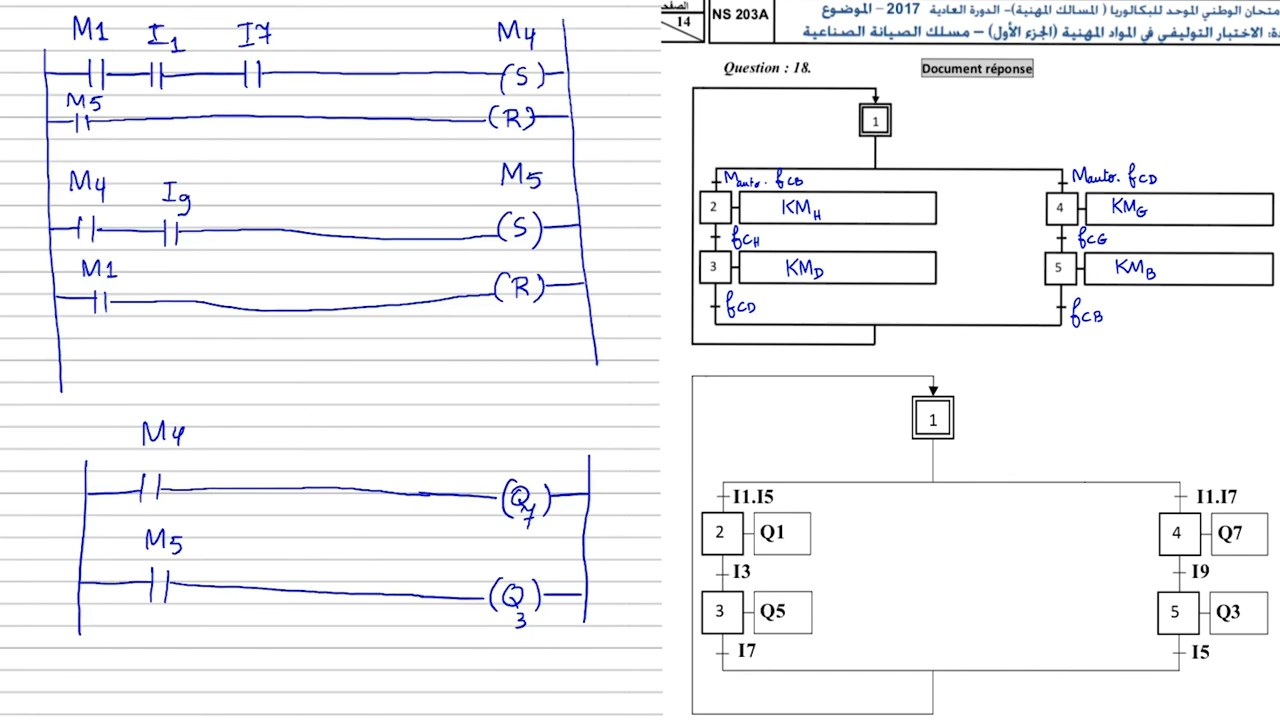 M1 I1 I7 M4
(S)
M5
(R)
M4 I9 M5
(S)
M1
(R)
M4
(Q7)
M5
(Q3)
الصفحة
14
NS 203A
متحان الوطني الموحد للبكالوريا ( المسالك المهنية)– الدورة العادية 2017 – الموضوع
دة: الاختبار التوليفي في المواد المهنية (الجزء الأول) – مسلك الصيانة الصناعية
Question : 18.
Document réponse
1
Mauto. fCB
Mauto. fCD
2 KMH
4 KMG
fCH
fCG
3 KMD
5 KMB
fCD
fCB
1
I1.I5
I1.I7
2 Q1
4 Q7
I3
I9
3 Q5
5 Q3
I7
I5